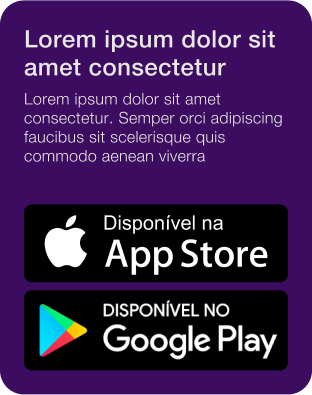 Lorem ipsum dolor sit
amet consectetur
Lorem ipsum dolor sit amet
consectetur. Semper orci adipiscing
faucibus sit scelerisque quis
commodo aenean viverra
Disponível na
App Store
DISPONÍVEL NO
Google Play